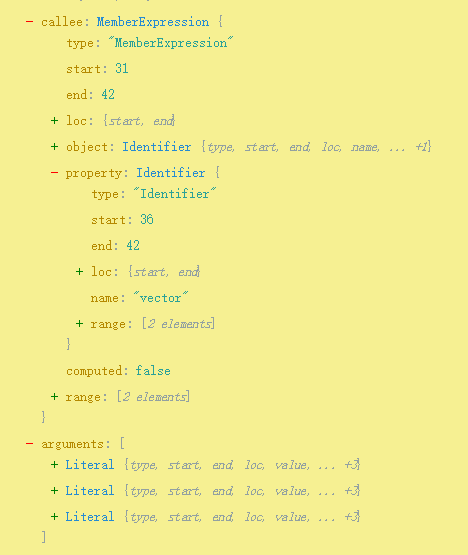 − callee: MemberExpression {
type: "MemberExpression"
start: 31
end: 42
+ loc: {start, end}
+ object: Identifier {type, start, end, loc, name, ... +1}
− property: Identifier {
type: "Identifier"
start: 36
end: 42
+ loc: {start, end}
name: "vector"
+ range: [2 elements]
}
computed: false
+ range: [2 elements]
}
− arguments: [
+ Literal {type, start, end, loc, value, ... +3}
+ Literal {type, start, end, loc, value, ... +3}
+ Literal {type, start, end, loc, value, ... +3}
]